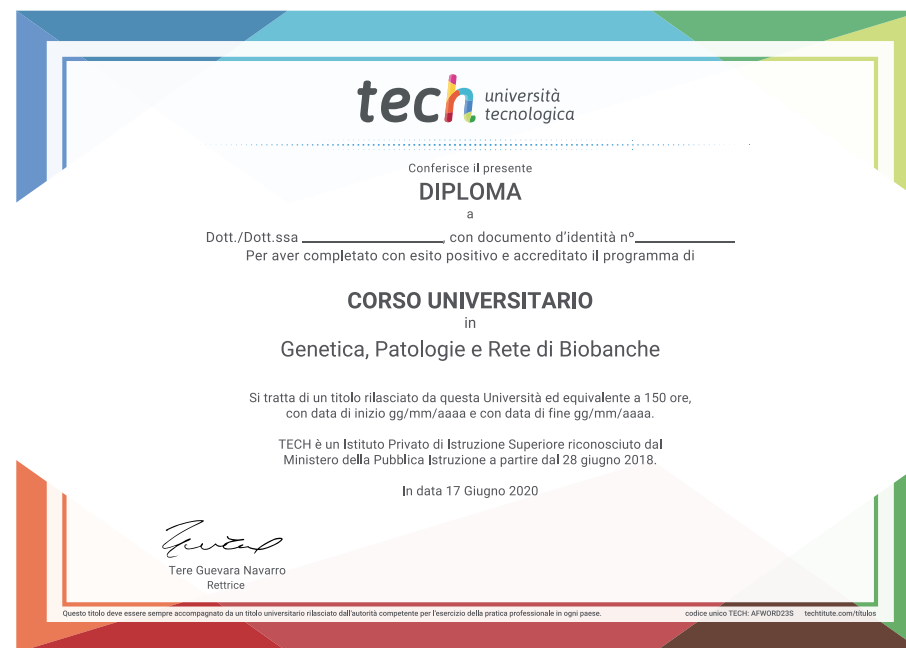 tech università
tecnologica
Conferisce il presente
DIPLOMA
a
Dott./Dott.ssa ________________, con documento d'identità nº____________
Per aver completato con esito positivo e accreditato il programma di
CORSO UNIVERSITARIO
in
Genetica, Patologie e Rete di Biobanche
Si tratta di un titolo rilasciato da questa Università ed equivalente a 150 ore,
con data di inizio gg/mm/aaaa e con data di fine gg/mm/aaaa.
TECH è un Istituto Privato di Istruzione Superiore riconosciuto dal
Ministero della Pubblica Istruzione a partire dal 28 giugno 2018.
In data 17 Giugno 2020
Tere Guevara Navarro
Rettrice
Questo titolo deve essere sempre accompagnato da un titolo universitario rilasciato dall'autorità competente per l'esercizio della pratica professionale in ogni paese. codice unico TECH: AFWORD23S techtitute.com/títulos